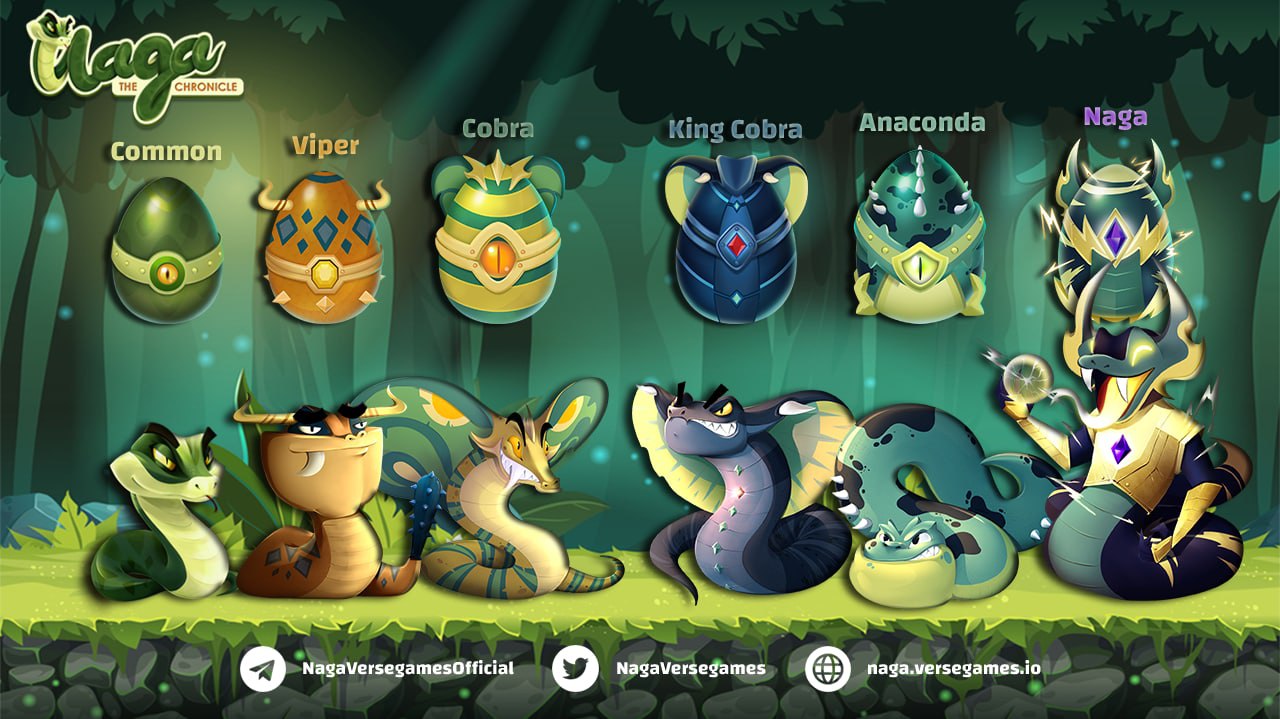 Naga
THE CHRONICLE
Common
Viper
Cobra
King Cobra
Anaconda
Naga
NagaVersegamesOfficial
NagaVersegames
naga.versegames.io